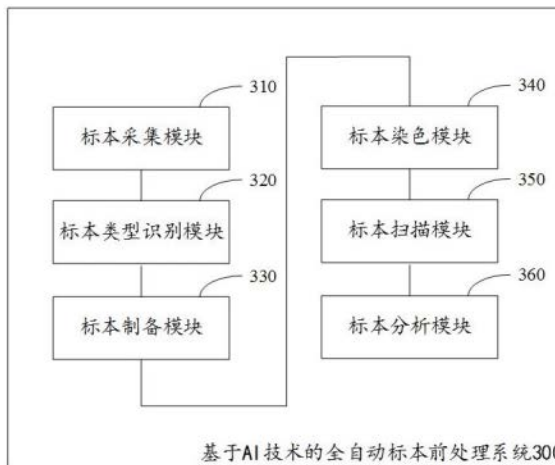 310
标本采集模块
320
标本类型识别模块
330
标本制备模块
340
标本染色模块
350
标本扫描模块
360
标本分析模块
基于AI技术的全自动标本前处理系统300